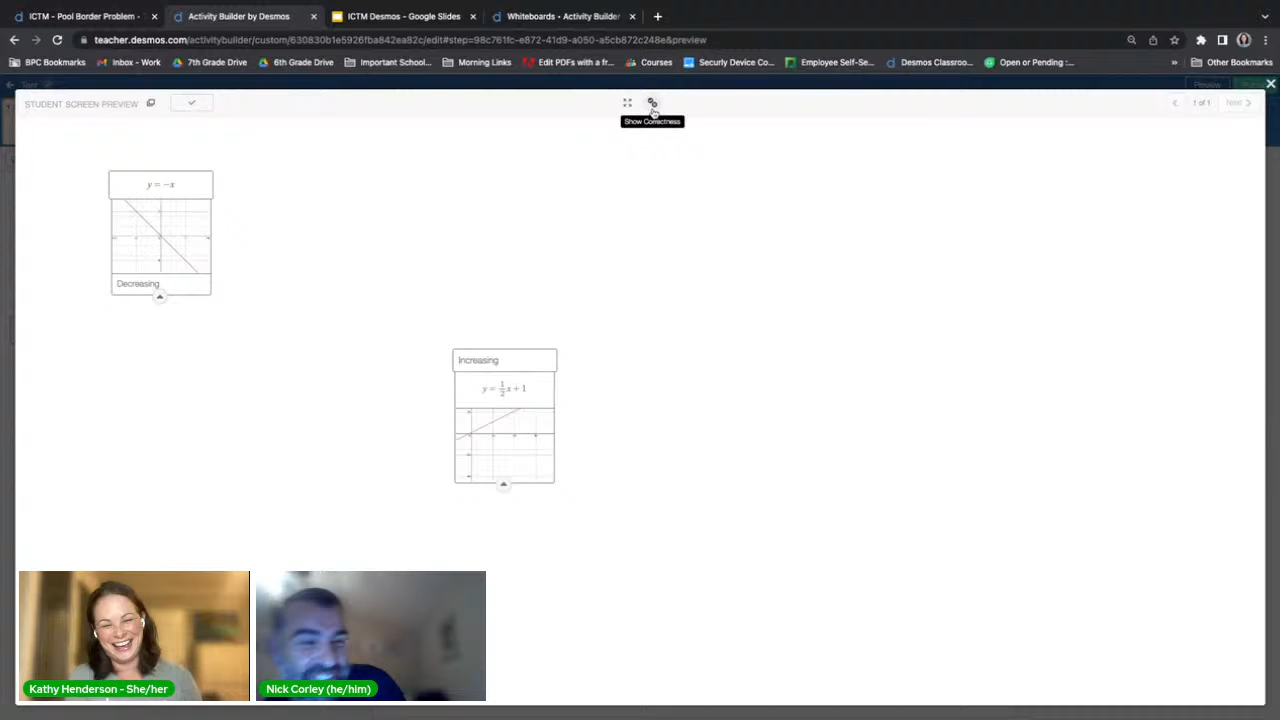 ICTM - Pool Border Problem -
Activity Builder by Desmos
ICTM Desmos - Google Slides
Whiteboards • Activity Builder
teacher.desmos.com/activitybuilder/custom/630830b1e5926fba842ea82c/edit#step=98c761fc-e872-41d9-a050-a5cb872c248e&preview
BPC Bookmarks
Inbox - Work
7th Grade Drive
6th Grade Drive
Important School...
Morning Links
Edit PDFs with a fr...
Courses
Securly Device Co...
Employee Self-Se...
Desmos Classroo...
Open or Pending :...
Other Bookmarks
Preview
STUDENT SCREEN PREVIEW
1 of 1
Next
Show Correctness
y = −x
Decreasing
Increasing
y = 1/2 x + 1
Kathy Henderson - She/her
Nick Corley (he/him)